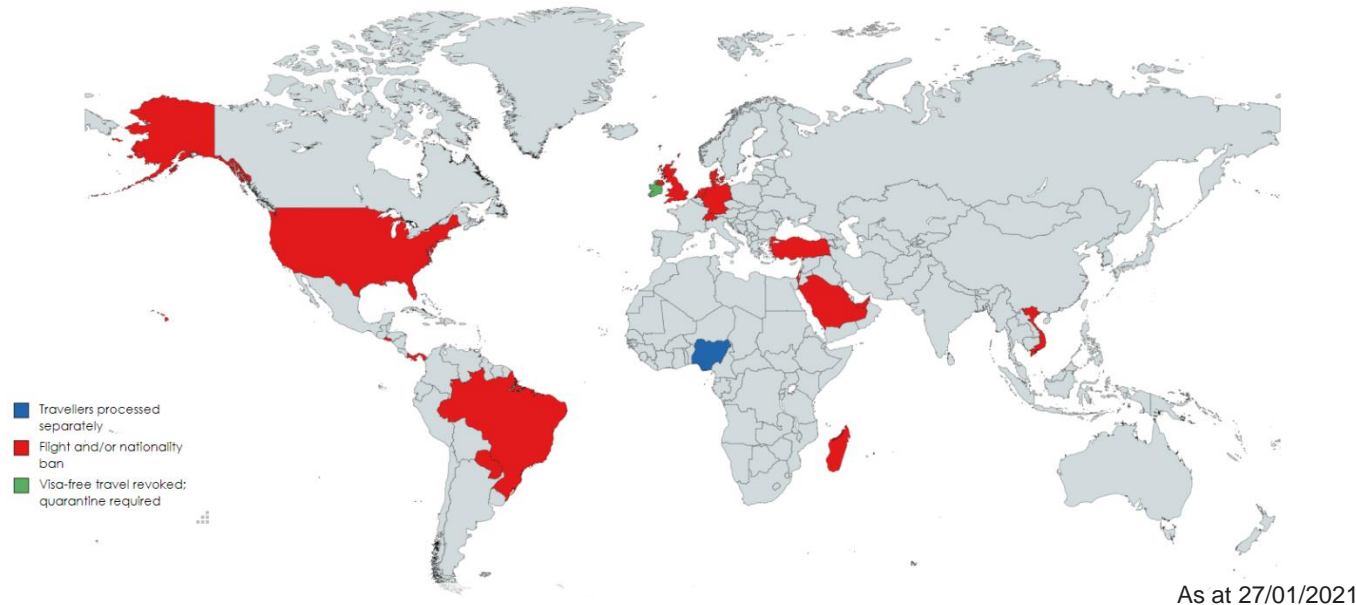 Travellers processed
separately
Flight and/or nationality
ban
Visa-free travel revoked;
quarantine required
As at 27/01/2021